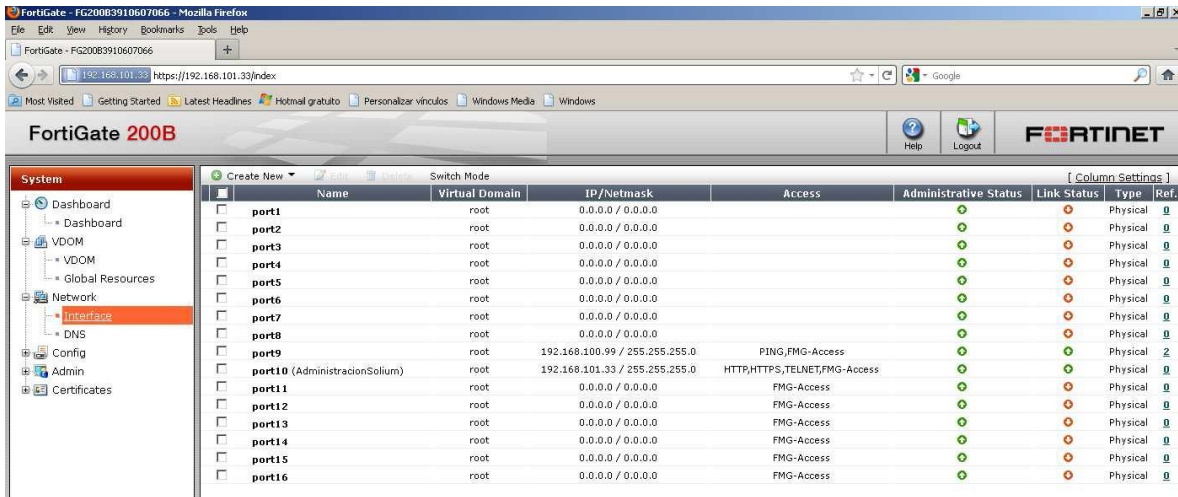 FortiGate - FG200B3910607066 - Mozilla Firefox
File Edit View History Bookmarks Tools Help
FortiGate - FG200B3910607066 +
192.168.101.33 https://192.168.101.33/index Google
Most Visited Getting Started Latest Headlines Hotmail gratuito Personalizar vínculos Windows Media Windows
FortiGate 200B Help Logout FORTINET
System
Dashboard
Dashboard
VDOM
VDOM
Global Resources
Network
Interface
DNS
Config
Admin
Certificates
Create New Edit Delete Switch Mode [ Column Settings ]
Name Virtual Domain IP/Netmask Access Administrative Status Link Status Type Ref.
port1 root 0.0.0.0 / 0.0.0.0 Physical 0
port2 root 0.0.0.0 / 0.0.0.0 Physical 0
port3 root 0.0.0.0 / 0.0.0.0 Physical 0
port4 root 0.0.0.0 / 0.0.0.0 Physical 0
port5 root 0.0.0.0 / 0.0.0.0 Physical 0
port6 root 0.0.0.0 / 0.0.0.0 Physical 0
port7 root 0.0.0.0 / 0.0.0.0 Physical 0
port8 root 0.0.0.0 / 0.0.0.0 Physical 0
port9 root 192.168.100.99 / 255.255.255.0 PING,FMG-Access Physical 2
port10 (AdministracionSolium) root 192.168.101.33 / 255.255.255.0 HTTP,HTTPS,TELNET,FMG-Access Physical 0
port11 root 0.0.0.0 / 0.0.0.0 FMG-Access Physical 0
port12 root 0.0.0.0 / 0.0.0.0 FMG-Access Physical 0
port13 root 0.0.0.0 / 0.0.0.0 FMG-Access Physical 0
port14 root 0.0.0.0 / 0.0.0.0 FMG-Access Physical 0
port15 root 0.0.0.0 / 0.0.0.0 FMG-Access Physical 0
port16 root 0.0.0.0 / 0.0.0.0 FMG-Access Physical 0